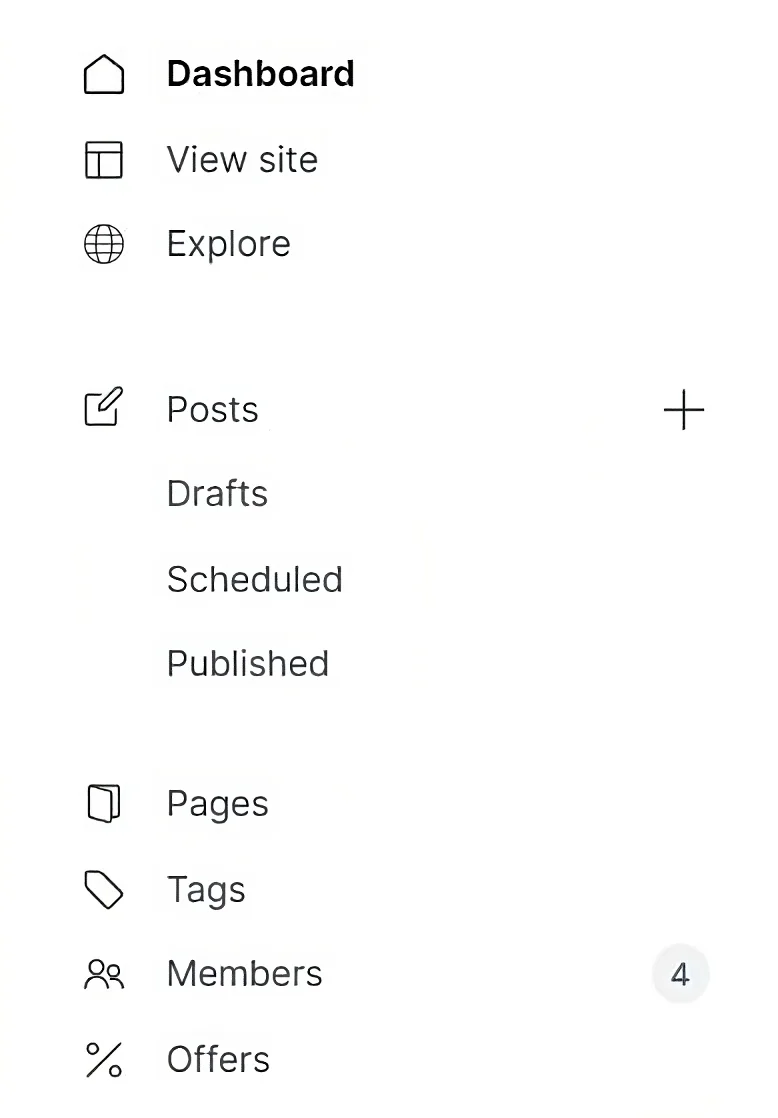 Dashboard
View site
Explore
Posts
Drafts
Scheduled
Published
Pages
Tags
Members 4
Offers